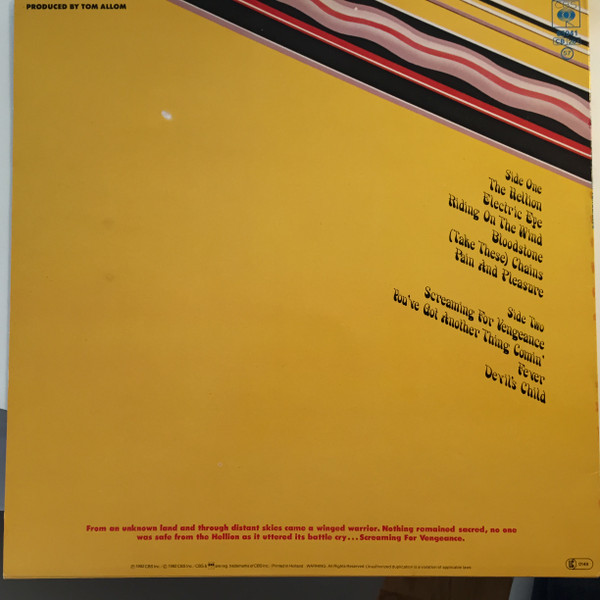 PRODUCED BY TOM ALLOM
Side One
The Hellion
Electric Eye
Riding On The Wind
Bloodstone
(Take These) Chains
Pain And Pleasure
Side Two
Screaming For Vengeance
You've Got Another Thing Comin'
Fever
Devil's Child
From an unknown land and through distant skies came a winged warrior. Nothing remained sacred, no one
was safe from the Hellion as it uttered its battle cry...Screaming For Vengeance.